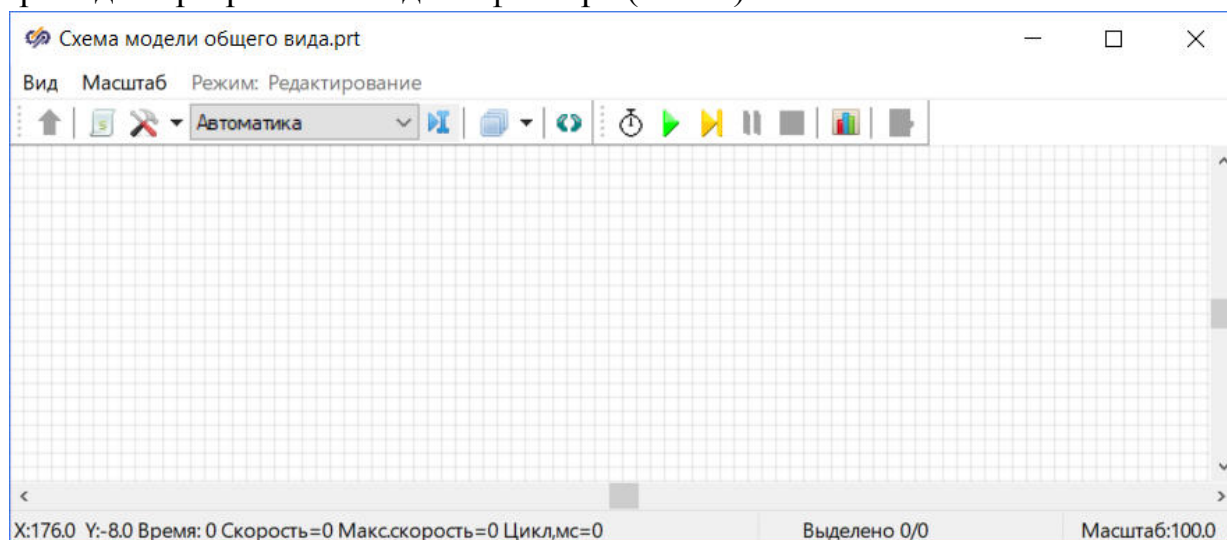 Схема модели общего вида.prt
Вид Масштаб Режим: Редактирование
Автоматика
X:176.0 Y:-8.0 Время: 0 Скорость=0 Макс.скорость=0 Цикл,мс=0 Выделено 0/0 Масштаб:100.0